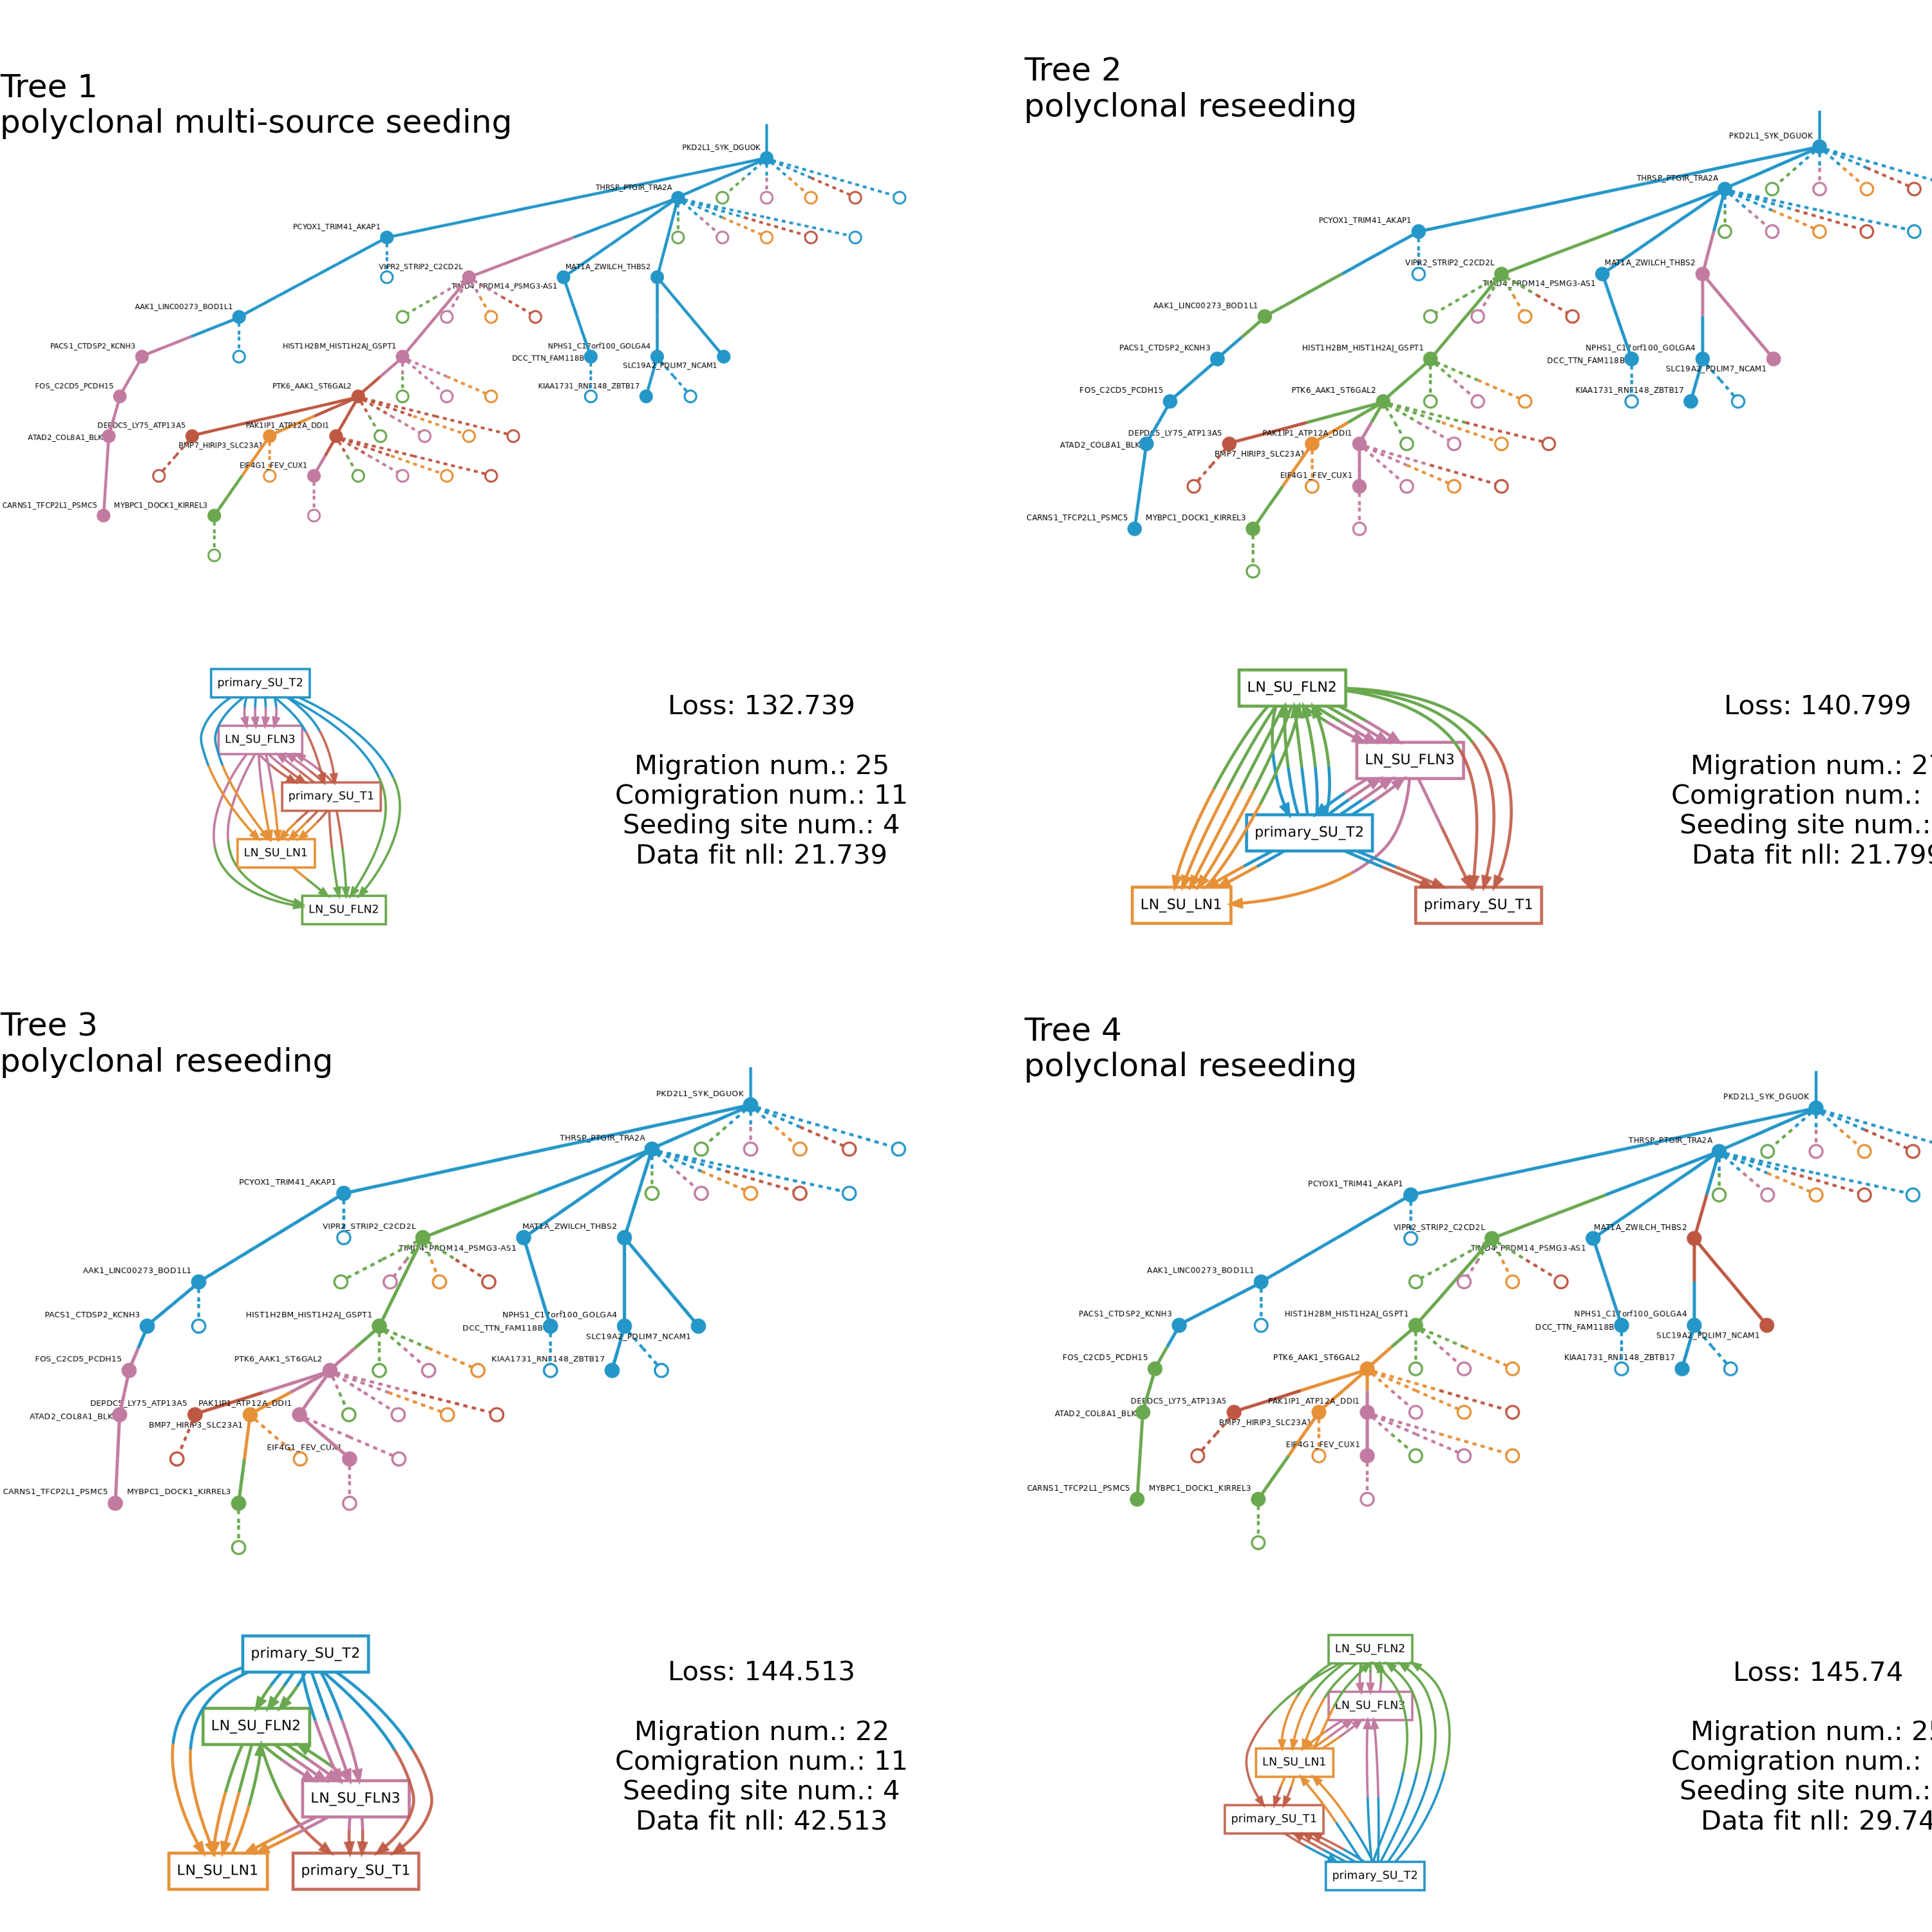 Tree 1
polyclonal multi-source seeding
PKD2L1_SYK_DGUOK
THRSP_PTGIR_TRA2A
PCYOX1_TRIM41_AKAP1
VIPR2_STRIP2_C2CD2L
MAT1A_ZWILCH_THBS2
TIMD4_PRDM14_PSMG3-AS1
AAK1_LINC00273_BOD1L1
PACS1_CTDSP2_KCNH3
HIST1H2BM_HIST1H2AJ_GSPT1
NPHS1_C17orf100_GOLGA4
DCC_TTN_FAM118B
SLC19A2_PDLIM7_NCAM1
FOS_C2CD5_PCDH15
PTK6_AAK1_ST6GAL2
KIAA1731_RNF148_ZBTB17
DEPDC5_LY75_ATP13A5
PAK1IP1_ATP12A_DDI1
ATAD2_COL8A1_BLK
BMP7_HIRIP3_SLC23A1
EIF4G1_FEV_CUX1
CARNS1_TFCP2L1_PSMC5
MYBPC1_DOCK1_KIRREL3
primary_SU_T2
LN_SU_FLN3
primary_SU_T1
LN_SU_LN1
LN_SU_FLN2
Loss: 132.739
Migration num.: 25
Comigration num.: 11
Seeding site num.: 4
Data fit nll: 21.739
Tree 2
polyclonal reseeding
PKD2L1_SYK_DGUOK
THRSP_PTGIR_TRA2A
PCYOX1_TRIM41_AKAP1
VIPR2_STRIP2_C2CD2L
MAT1A_ZWILCH_THBS2
TIMD4_PRDM14_PSMG3-AS1
AAK1_LINC00273_BOD1L1
PACS1_CTDSP2_KCNH3
HIST1H2BM_HIST1H2AJ_GSPT1
NPHS1_C17orf100_GOLGA4
DCC_TTN_FAM118B
SLC19A2_PDLIM7_NCAM1
FOS_C2CD5_PCDH15
PTK6_AAK1_ST6GAL2
KIAA1731_RNF148_ZBTB17
DEPDC5_LY75_ATP13A5
PAK1IP1_ATP12A_DDI1
ATAD2_COL8A1_BLK
BMP7_HIRIP3_SLC23A1
EIF4G1_FEV_CUX1
CARNS1_TFCP2L1_PSMC5
MYBPC1_DOCK1_KIRREL3
LN_SU_FLN2
LN_SU_FLN3
primary_SU_T2
LN_SU_LN1
primary_SU_T1
Loss: 140.799
Migration num.: 2
Comigration num.:
Seeding site num.:
Data fit nll: 21.799
Tree 3
polyclonal reseeding
PKD2L1_SYK_DGUOK
THRSP_PTGIR_TRA2A
PCYOX1_TRIM41_AKAP1
VIPR2_STRIP2_C2CD2L
MAT1A_ZWILCH_THBS2
TIMD4_PRDM14_PSMG3-AS1
AAK1_LINC00273_BOD1L1
PACS1_CTDSP2_KCNH3
HIST1H2BM_HIST1H2AJ_GSPT1
NPHS1_C17orf100_GOLGA4
DCC_TTN_FAM118B
SLC19A2_PDLIM7_NCAM1
FOS_C2CD5_PCDH15
PTK6_AAK1_ST6GAL2
KIAA1731_RNF148_ZBTB17
DEPDC5_LY75_ATP13A5
PAK1IP1_ATP12A_DDI1
ATAD2_COL8A1_BLK
BMP7_HIRIP3_SLC23A1
EIF4G1_FEV_CUX1
CARNS1_TFCP2L1_PSMC5
MYBPC1_DOCK1_KIRREL3
primary_SU_T2
LN_SU_FLN2
LN_SU_FLN3
LN_SU_LN1
primary_SU_T1
Loss: 144.513
Migration num.: 22
Comigration num.: 11
Seeding site num.: 4
Data fit nll: 42.513
Tree 4
polyclonal reseeding
PKD2L1_SYK_DGUOK
THRSP_PTGIR_TRA2A
PCYOX1_TRIM41_AKAP1
VIPR2_STRIP2_C2CD2L
MAT1A_ZWILCH_THBS2
TIMD4_PRDM14_PSMG3-AS1
AAK1_LINC00273_BOD1L1
PACS1_CTDSP2_KCNH3
HIST1H2BM_HIST1H2AJ_GSPT1
NPHS1_C17orf100_GOLGA4
DCC_TTN_FAM118B
SLC19A2_PDLIM7_NCAM1
FOS_C2CD5_PCDH15
PTK6_AAK1_ST6GAL2
KIAA1731_RNF148_ZBTB17
DEPDC5_LY75_ATP13A5
PAK1IP1_ATP12A_DDI1
ATAD2_COL8A1_BLK
BMP7_HIRIP3_SLC23A1
EIF4G1_FEV_CUX1
CARNS1_TFCP2L1_PSMC5
MYBPC1_DOCK1_KIRREL3
LN_SU_FLN2
LN_SU_FLN3
LN_SU_LN1
primary_SU_T1
primary_SU_T2
Loss: 145.74
Migration num.: 2
Comigration num.:
Seeding site num.:
Data fit nll: 29.74